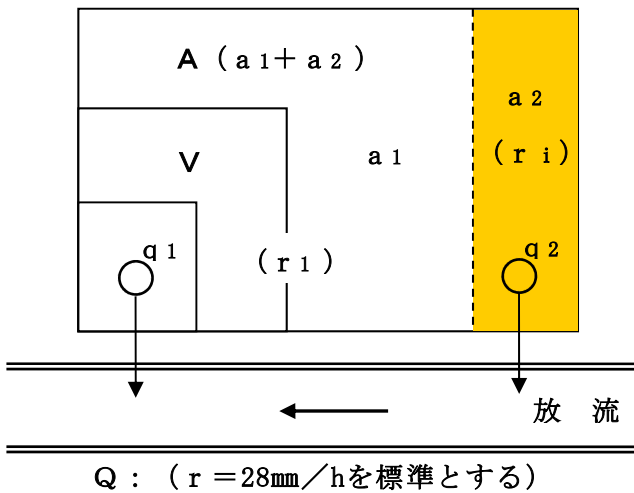 A（a1＋a2）
a2
（ri）
V
a1
q1
（r1）
q2
放 流
Q：（r＝28㎜／hを標準とする）